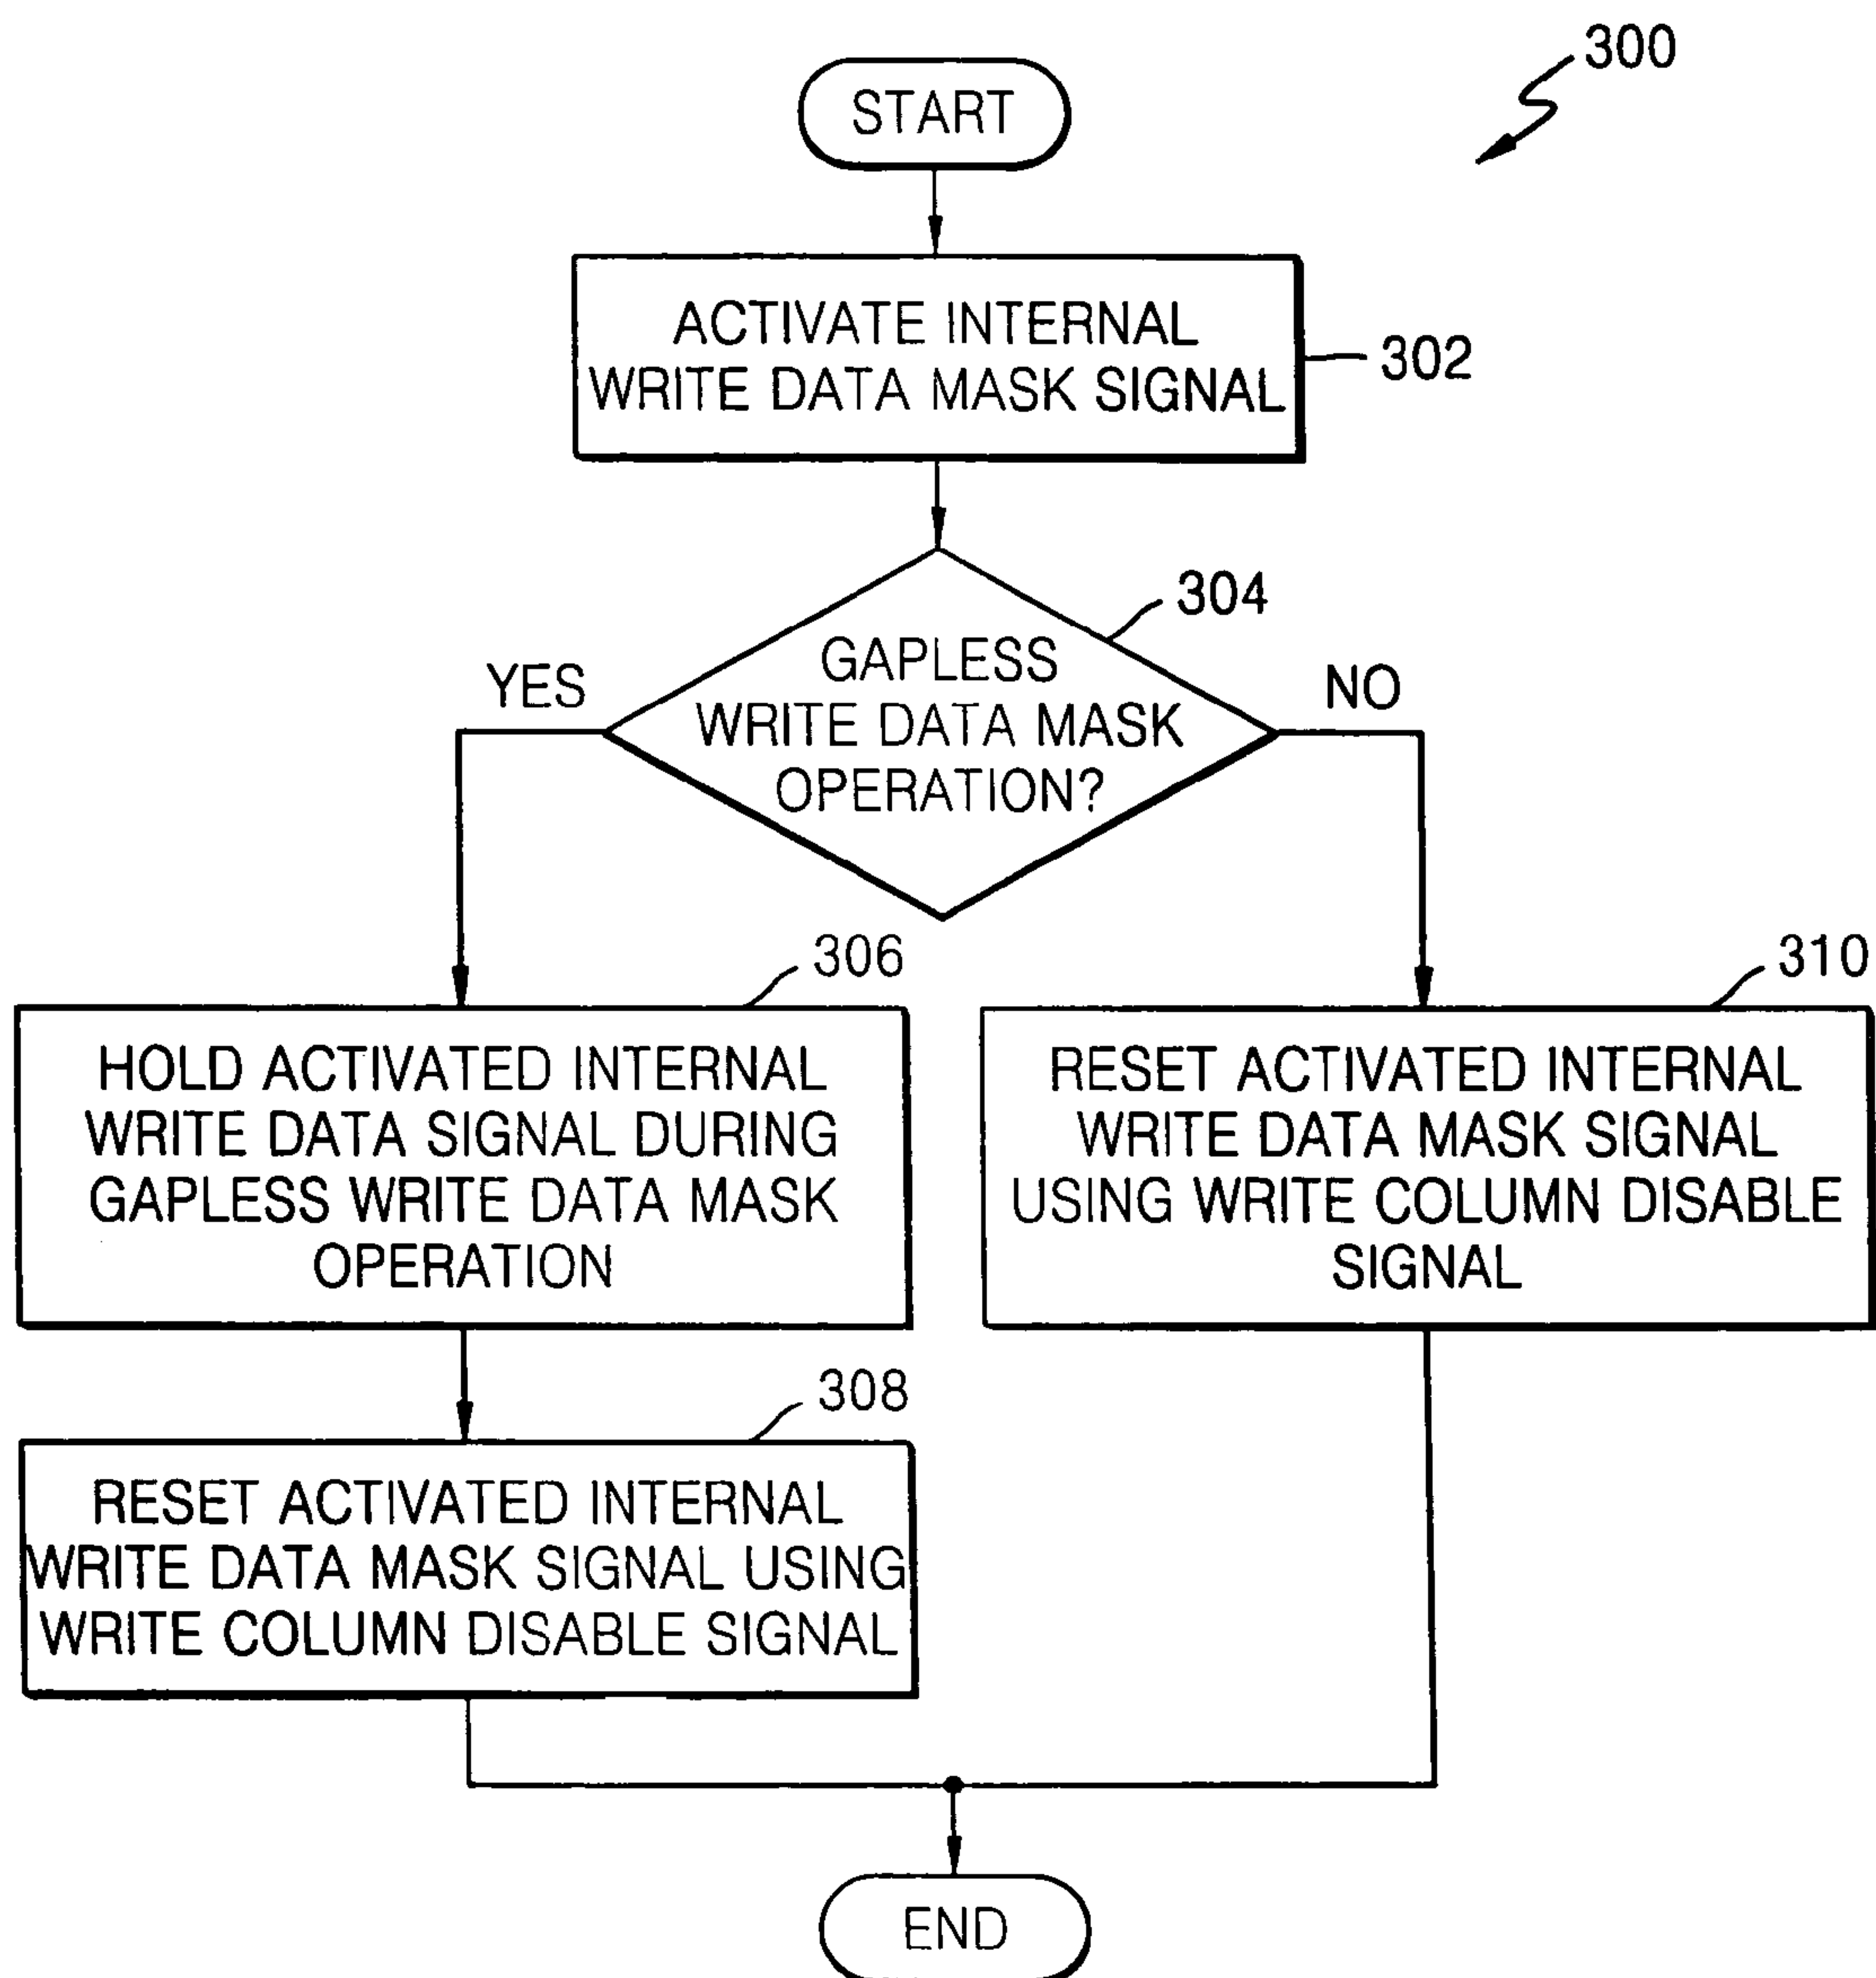 300
START
ACTIVATE INTERNAL
WRITE DATA MASK SIGNAL
302
304
GAPLESS
WRITE DATA MASK
OPERATION?
YES
NO
306
HOLD ACTIVATED INTERNAL
WRITE DATA SIGNAL DURING
GAPLESS WRITE DATA MASK
OPERATION
310
RESET ACTIVATED INTERNAL
WRITE DATA MASK SIGNAL
USING WRITE COLUMN DISABLE
SIGNAL
308
RESET ACTIVATED INTERNAL
WRITE DATA MASK SIGNAL USING
WRITE COLUMN DISABLE SIGNAL
END